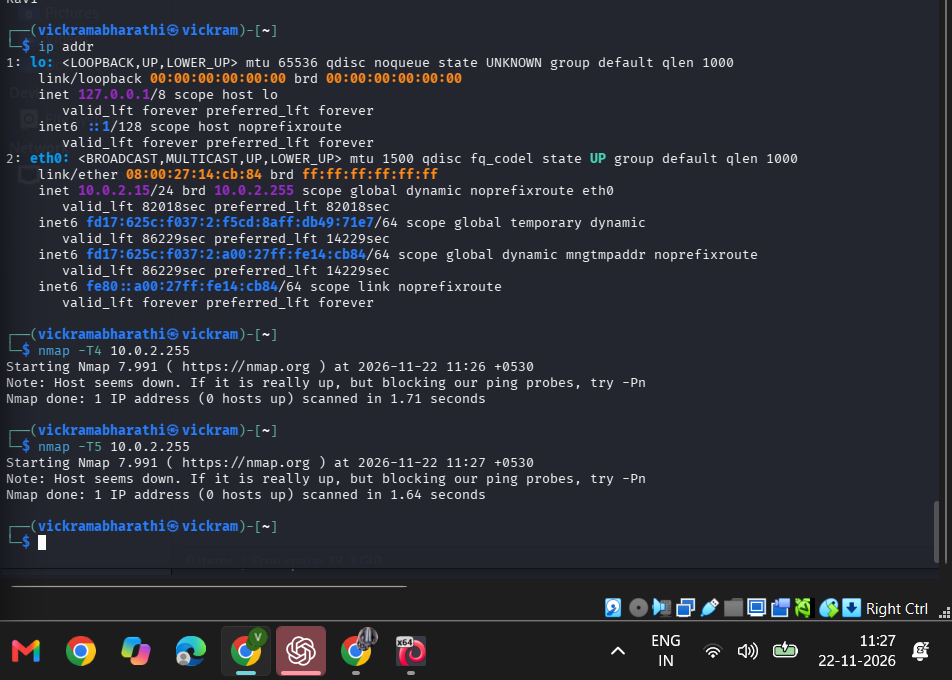 ┌──(vickramabharathi㉿vickram)-[~]
└─$ ip addr
1: lo: <LOOPBACK,UP,LOWER_UP> mtu 65536 qdisc noqueue state UNKNOWN group default qlen 1000
    link/loopback 00:00:00:00:00:00 brd 00:00:00:00:00:00
    inet 127.0.0.1/8 scope host lo
       valid_lft forever preferred_lft forever
    inet6 ::1/128 scope host noprefixroute
       valid_lft forever preferred_lft forever
2: eth0: <BROADCAST,MULTICAST,UP,LOWER_UP> mtu 1500 qdisc fq_codel state UP group default qlen 1000
    link/ether 08:00:27:14:cb:84 brd ff:ff:ff:ff:ff:ff
    inet 10.0.2.15/24 brd 10.0.2.255 scope global dynamic noprefixroute eth0
       valid_lft 82018sec preferred_lft 82018sec
    inet6 fd17:625c:f037:2:f5cd:8aff:db49:71e7/64 scope global temporary dynamic
       valid_lft 86229sec preferred_lft 14229sec
    inet6 fd17:625c:f037:2:a00:27ff:fe14:cb84/64 scope global dynamic mngtmpaddr noprefixroute
       valid_lft 86229sec preferred_lft 14229sec
    inet6 fe80::a00:27ff:fe14:cb84/64 scope link noprefixroute
       valid_lft forever preferred_lft forever
┌──(vickramabharathi㉿vickram)-[~]
└─$ nmap -T4 10.0.2.255
Starting Nmap 7.991 ( https://nmap.org ) at 2026-11-22 11:26 +0530
Note: Host seems down. If it is really up, but blocking our ping probes, try -Pn
Nmap done: 1 IP address (0 hosts up) scanned in 1.71 seconds
┌──(vickramabharathi㉿vickram)-[~]
└─$ nmap -T5 10.0.2.255
Starting Nmap 7.991 ( https://nmap.org ) at 2026-11-22 11:27 +0530
Note: Host seems down. If it is really up, but blocking our ping probes, try -Pn
Nmap done: 1 IP address (0 hosts up) scanned in 1.64 seconds
┌──(vickramabharathi㉿vickram)-[~]
└─$
Right Ctrl
V
x64
ENG
IN
11:27
22-11-2026